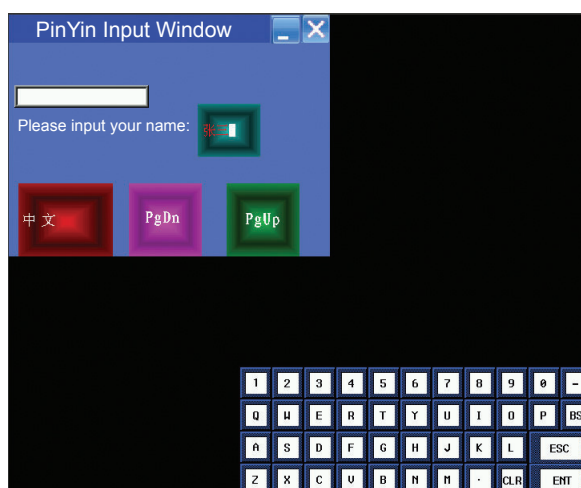 PinYin Input Window
Please input your name:
中文 PgDn PgUp
1 2 3 4 5 6 7 8 9 0 -
Q W E R T Y U I O P BS
A S D F G H J K L ESC
Z X C V B N M . CLR ENT